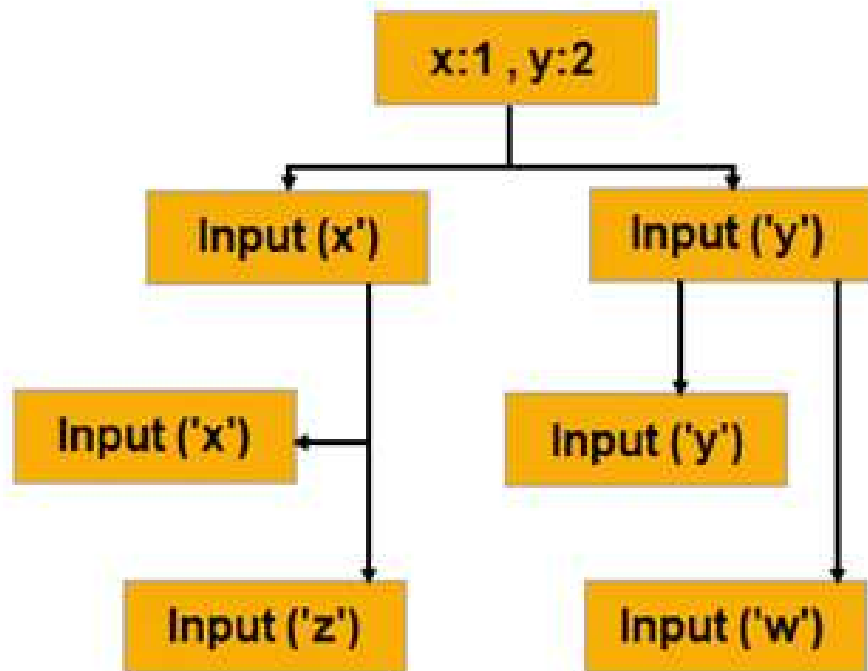 x:1 , y:2
Input (x')
Input ('y')
Input ('x')
Input ('y')
Input ('z')
Input ('w')